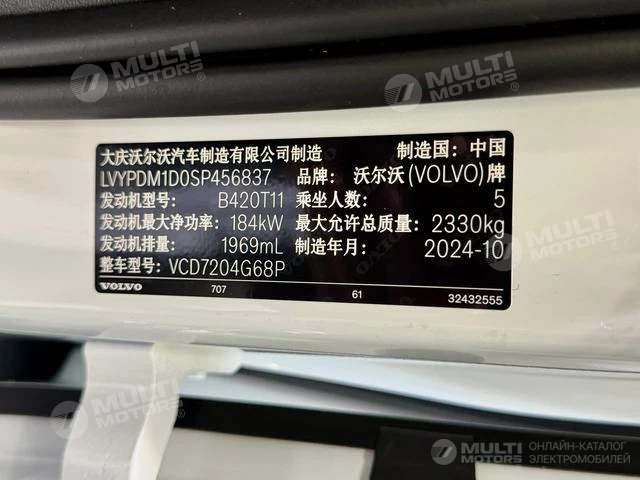 MULTI MOTORS®
MULTI MOTORS®
大庆沃尔沃汽车制造有限公司制造 制造国: 中国
LVYPDM1D0SP456837 品牌: 沃尔沃(VOLVO)牌
发动机型号: B420T11 乘坐人数: 5
发动机最大净功率: 184kW 最大允许总质量: 2330kg
发动机排量: 1969mL 制造年月: 2024-10
整车型号: VCD7204G68P
VOLVO 707 61 32432555
MULTI MOTORS®
MULTI MOTORS
ОНЛАЙН-КАТАЛОГ
ЭЛЕКТРОМОБИЛЕЙ